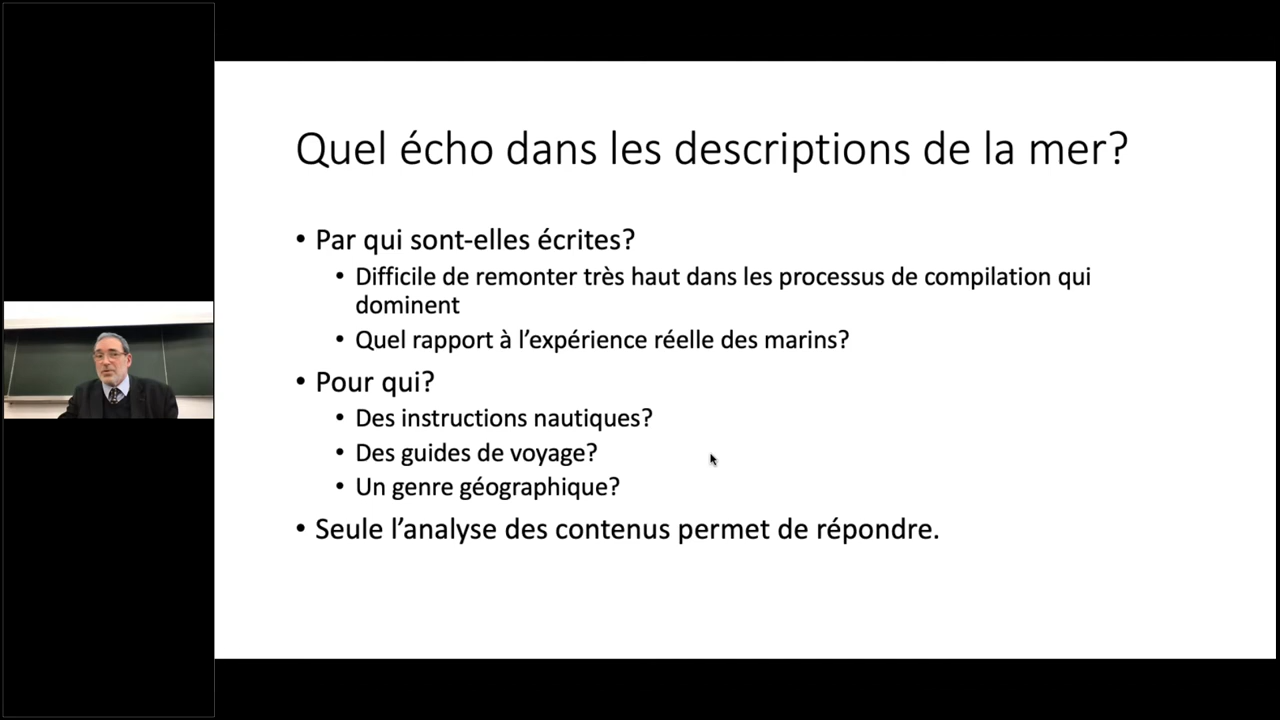 Quel écho dans les descriptions de la mer?
• Par qui sont-elles écrites?
• Difficile de remonter très haut dans les processus de compilation qui
dominent
• Quel rapport à l’expérience réelle des marins?
• Pour qui?
• Des instructions nautiques?
• Des guides de voyage?
• Un genre géographique?
• Seule l’analyse des contenus permet de répondre.